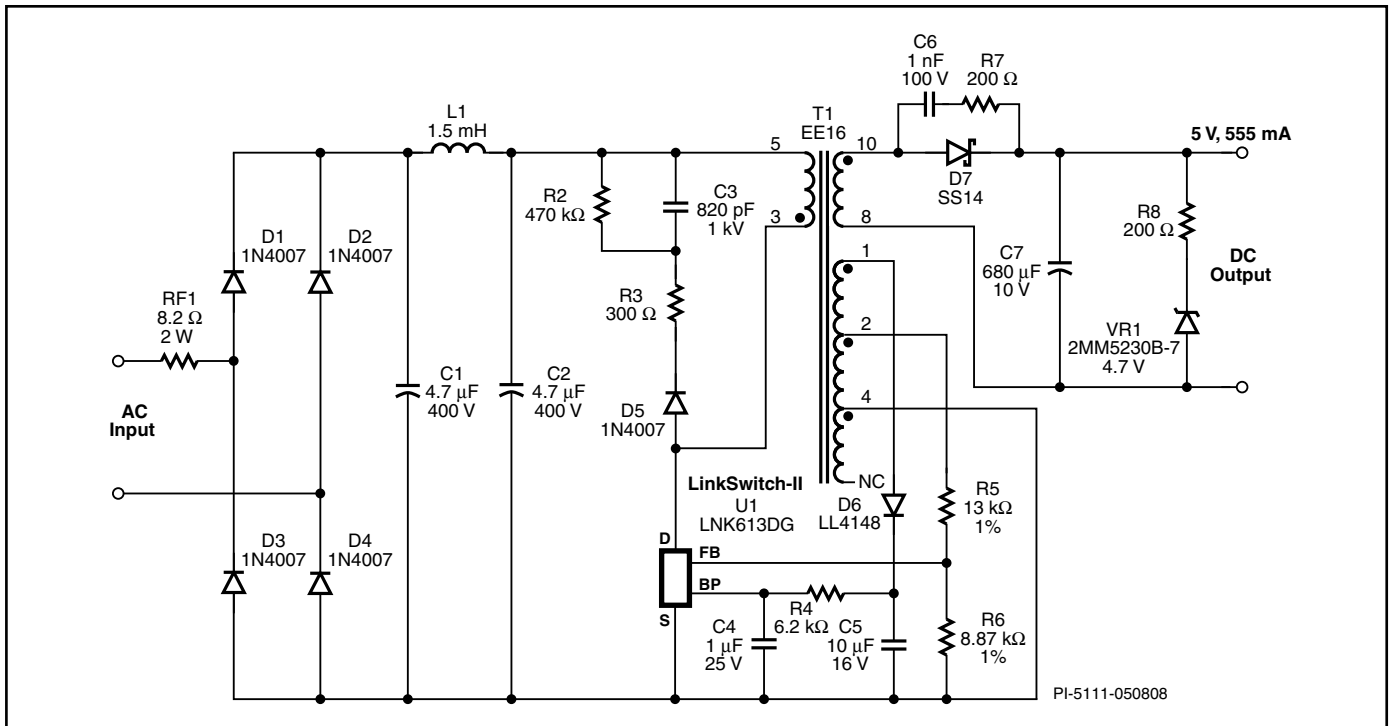 C6
1 nF
100 V
R7
200 Ω
L1
1.5 mH
T1
EE16
5
10
5 V, 555 mA
D7
SS14
R2
470 kΩ
C3
820 pF
1 kV
3
8
R8
200 Ω
D1
1N4007
D2
1N4007
1
C7
680 μF
10 V
DC
Output
RF1
8.2 Ω
2 W
R3
300 Ω
2
VR1
2MM5230B-7
4.7 V
C1
4.7 μF
400 V
C2
4.7 μF
400 V
AC
Input
D5
1N4007
4
NC
LinkSwitch-II
U1
LNK613DG
D6
LL4148
R5
13 kΩ
1%
D3
1N4007
D4
1N4007
D
FB
BP
S
R4
6.2 kΩ
C4
1 μF
25 V
C5
10 μF
16 V
R6
8.87 kΩ
1%
PI-5111-050808